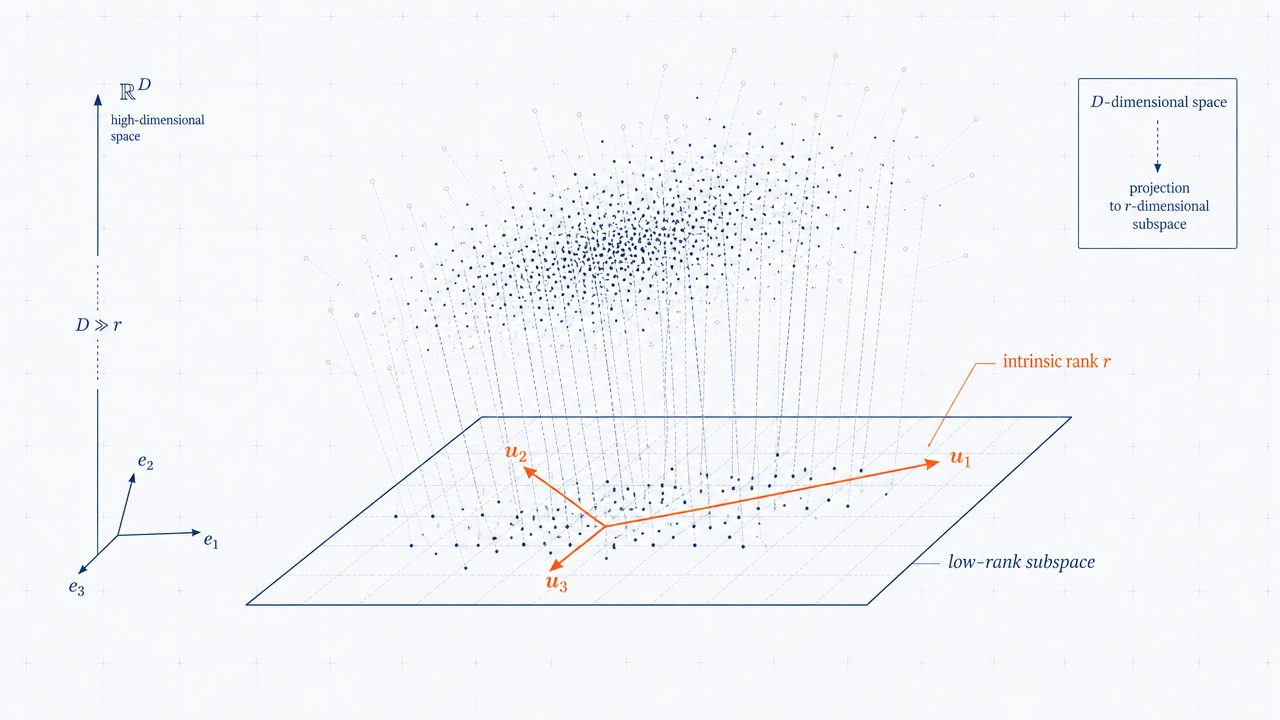 ℝ^D
high-dimensional
space
D ≫ r
e₂
e₁
e₃
D-dimensional space
projection
to r-dimensional
subspace
intrinsic rank r
u₂
u₁
u₃
low-rank subspace